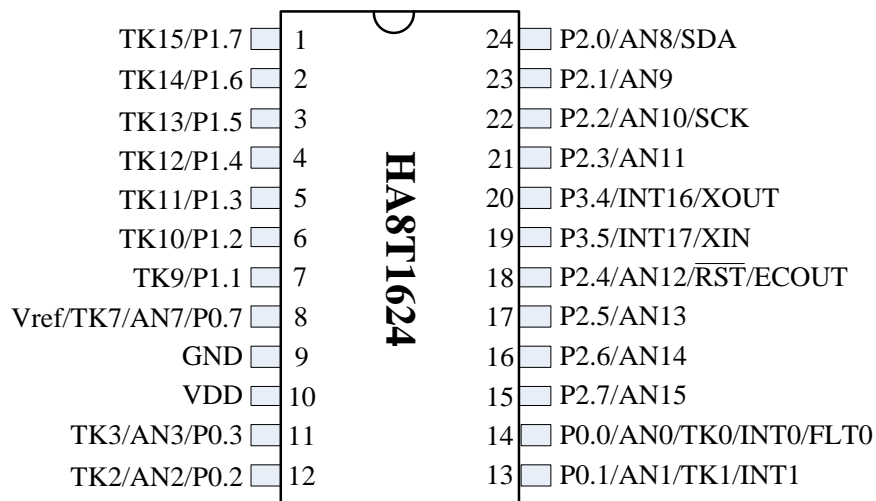 TK15/P1.7 1 24 P2.0/AN8/SDA
TK14/P1.6 2 23 P2.1/AN9
TK13/P1.5 3 22 P2.2/AN10/SCK
TK12/P1.4 4 21 P2.3/AN11
TK11/P1.3 5 20 P3.4/INT16/XOUT
TK10/P1.2 6 19 P3.5/INT17/XIN
TK9/P1.1 7 18 P2.4/AN12/RST/ECOUT
Vref/TK7/AN7/P0.7 8 17 P2.5/AN13
GND 9 16 P2.6/AN14
VDD 10 15 P2.7/AN15
TK3/AN3/P0.3 11 14 P0.0/AN0/TK0/INT0/FLT0
TK2/AN2/P0.2 12 13 P0.1/AN1/TK1/INT1
HA8T1624